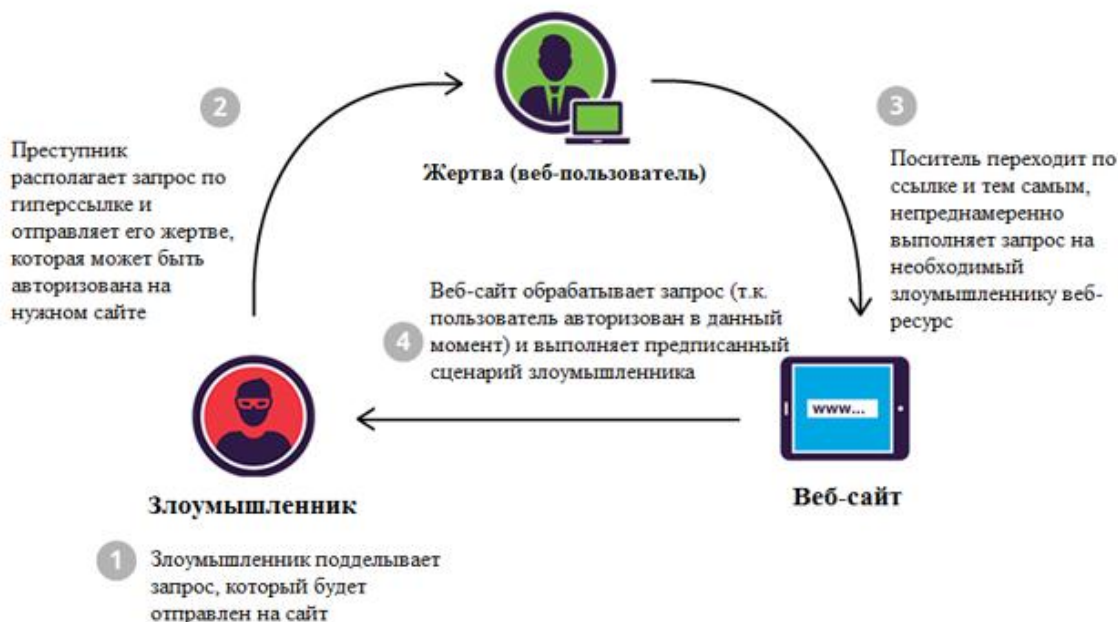 Жертва (веб-пользователь)
2
Преступник
располагает запрос по
гиперссылке и
отправляет его жертве,
которая может быть
авторизована на
нужном сайте
3
Поситель переходит по
ссылке и тем самым,
непреднамеренно
выполняет запрос на
необходимый
злоумышленнику веб-
ресурс
4
Веб-сайт обрабатывает запрос (т.к.
пользователь авторизован в данный
момент) и выполняет предписанный
сценарий злоумышленника
www...
Веб-сайт
Злоумышленник
1
Злоумышленник подделывает
запрос, который будет
отправлен на сайт